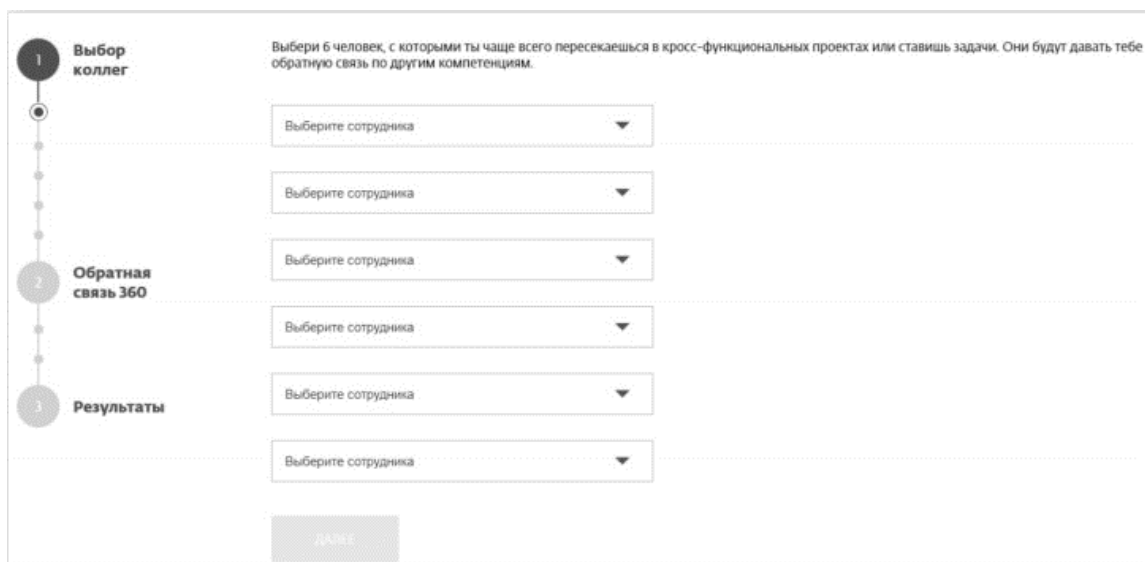 1
Выбор
коллег
Выбери 6 человек, с которыми ты чаще всего пересекаешься в кросс-функциональных проектах или ставишь задачи. Они будут давать тебе
обратную связь по другим компетенциям.
Выберите сотрудника
Выберите сотрудника
Выберите сотрудника
2
Обратная
связь 360
Выберите сотрудника
Выберите сотрудника
3
Результаты
Выберите сотрудника
ДАЛЕЕ